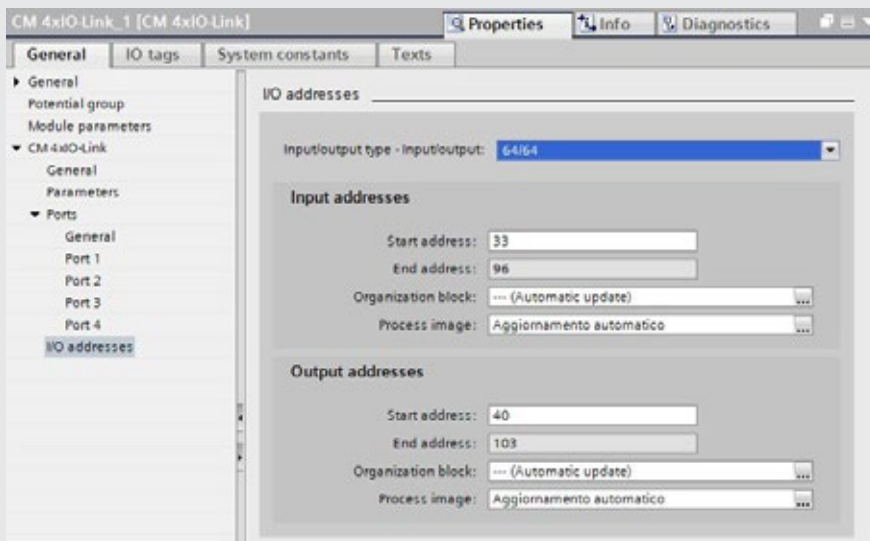 CM 4xIO-Link_1 [CM 4xIO-Link]
Properties
Info
Diagnostics
General
IO tags
System constants
Texts
General
Potential group
Module parameters
CM 4xIO-Link
General
Parameters
Ports
General
Port 1
Port 2
Port 3
Port 4
I/O addresses
I/O addresses
Input/output type - Input/output: 64/64
Input addresses
Start address: 33
End address: 96
Organization block: --- (Automatic update) ...
Process image: Aggiornamento automatico ...
Output addresses
Start address: 40
End address: 103
Organization block: --- (Automatic update) ...
Process image: Aggiornamento automatico ...